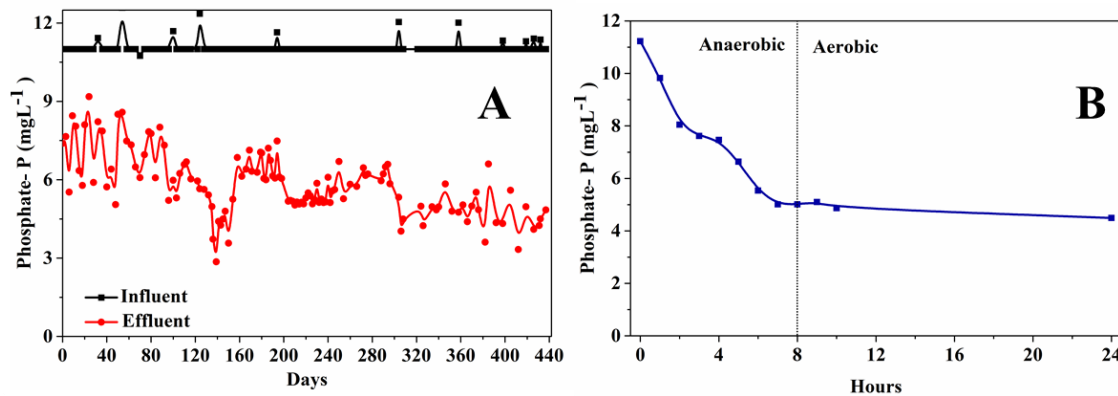 A
Phosphate- P (mgL⁻¹)
12
9
6
3
0
Influent
Effluent
0 40 80 120 160 200 240 280 320 360 400 440
Days
B
Anaerobic Aerobic
Phosphate- P (mgL⁻¹)
12
10
8
6
4
2
0
0 4 8 12 16 20 24
Hours